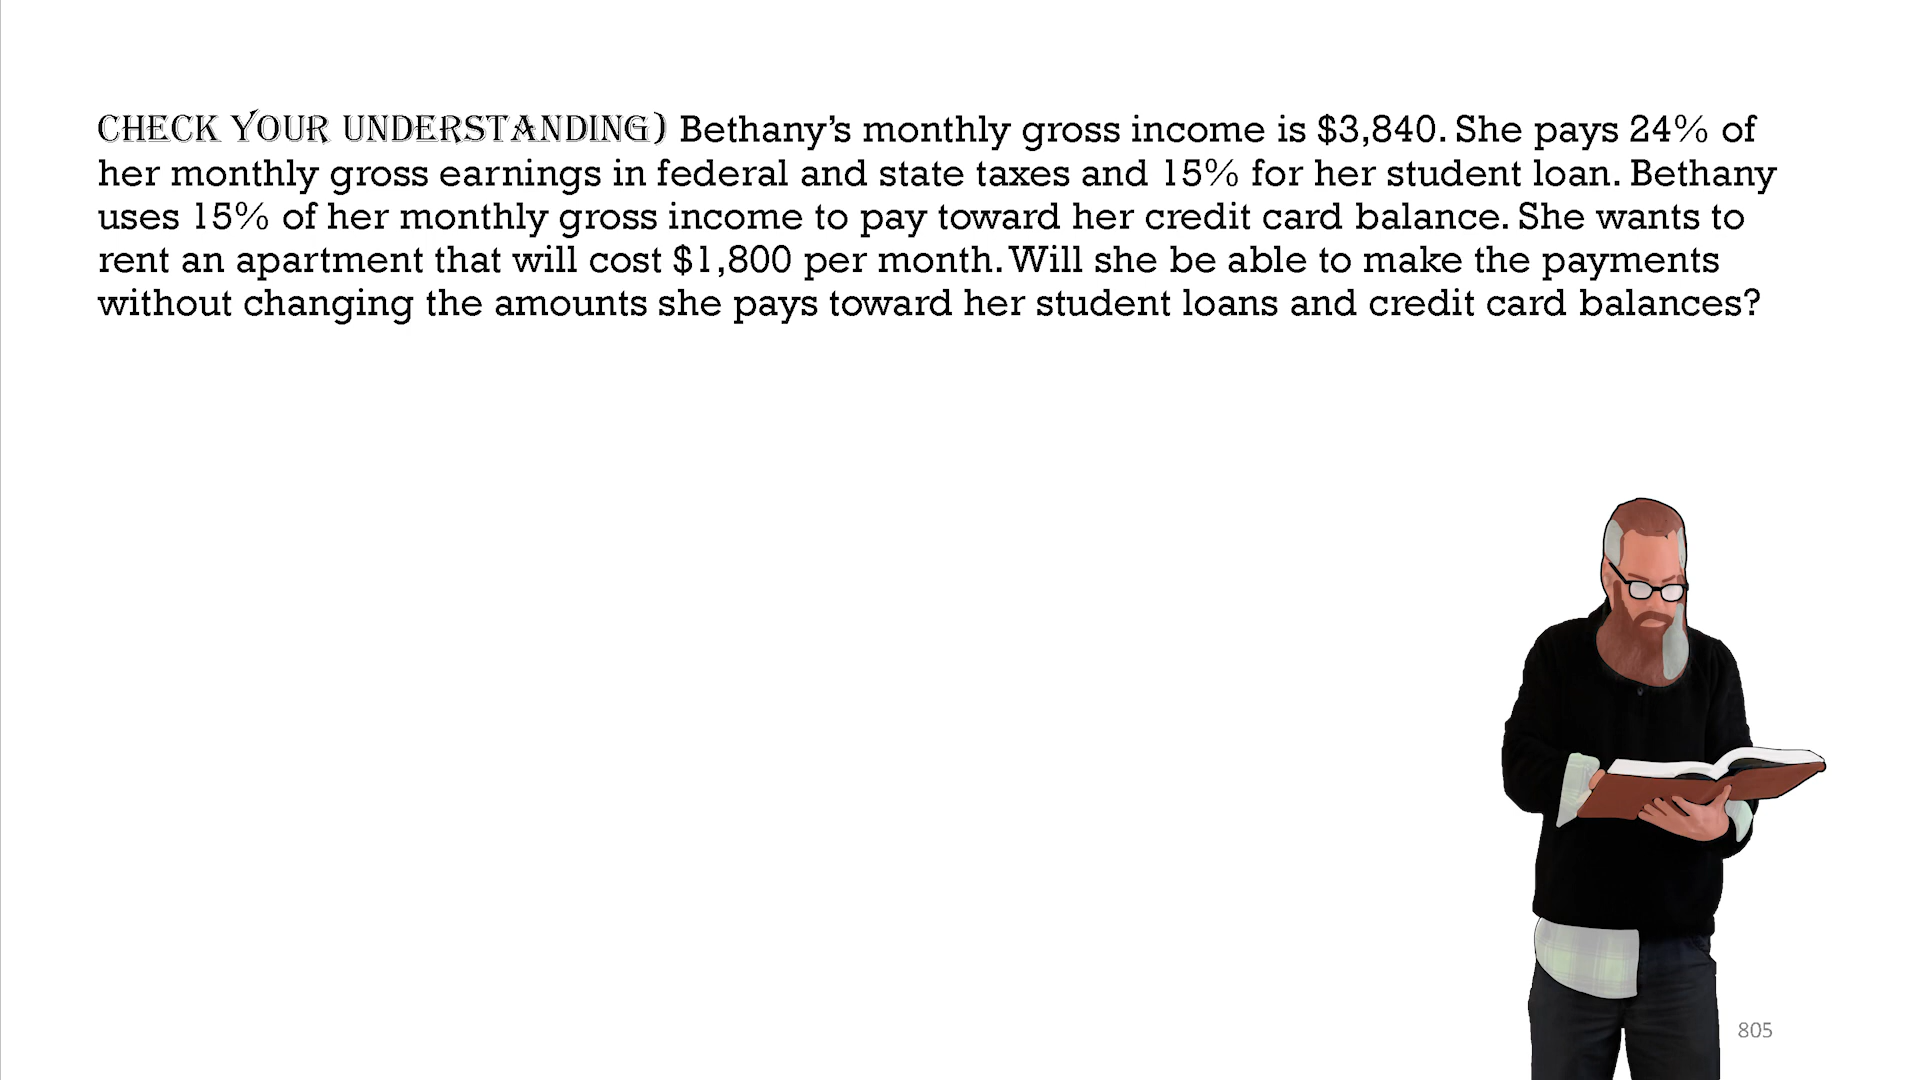 CHECK YOUR UNDERSTANDING) Bethany’s monthly gross income is $3,840. She pays 24% of
her monthly gross earnings in federal and state taxes and 15% for her student loan. Bethany
uses 15% of her monthly gross income to pay toward her credit card balance. She wants to
rent an apartment that will cost $1,800 per month. Will she be able to make the payments
without changing the amounts she pays toward her student loans and credit card balances?
805